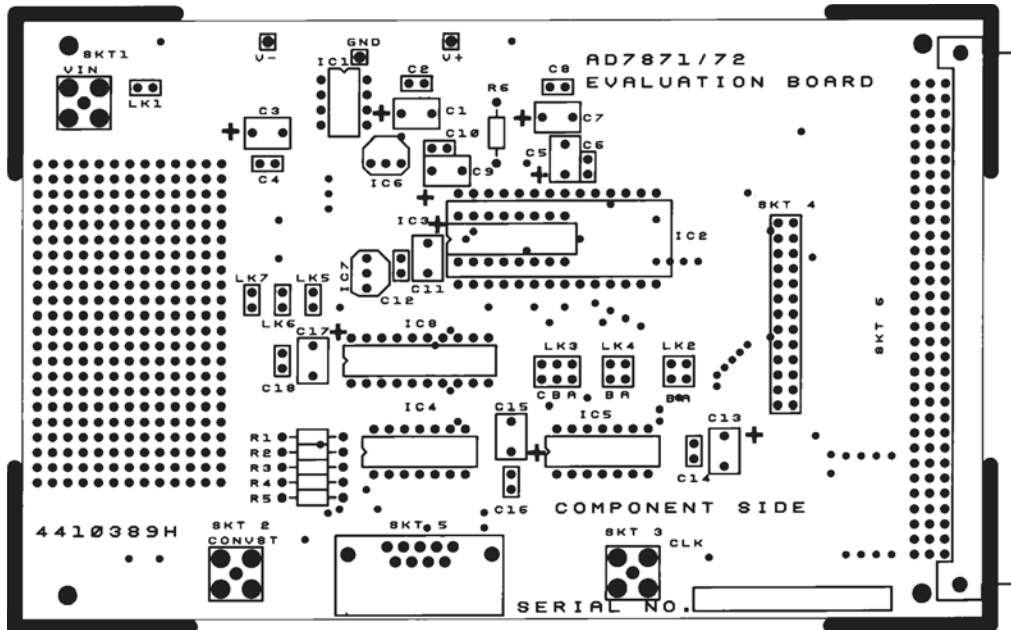 SKT1
VIN
LK1
V-
GND
V+
IC1
C2
C1
C3
C4
C10
C9
IC6
R6
C8
C7
C5
C6
AD7871/72
EVALUATION BOARD
IC3
IC2
SKT 4
IC7
C12
C11
LK7
LK6
LK5
C17
C18
IC8
LK3
CBA
LK4
BA
LK2
BA
SKT 6
IC4
C15
C16
IC5
C13
C14
R1
R2
R3
R4
R5
COMPONENT SIDE
4410389H
SKT 2
CONVST
SKT 5
SKT 3
CLK
SERIAL NO.